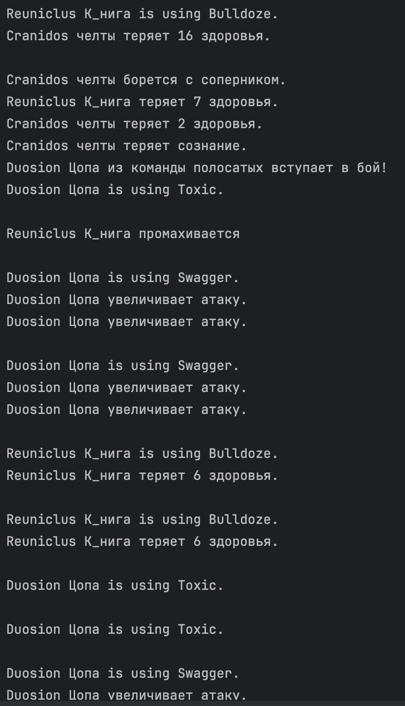 Reuniclus К_нига is using Bulldoze.
Cranidos челты теряет 16 здоровья.
Cranidos челты борется с соперником.
Reuniclus К_нига теряет 7 здоровья.
Cranidos челты теряет 2 здоровья.
Cranidos челты теряет сознание.
Duosion Цопа из команды полосатых вступает в бой!
Duosion Цопа is using Toxic.
Reuniclus К_нига промахивается
Duosion Цопа is using Swagger.
Duosion Цопа увеличивает атаку.
Duosion Цопа увеличивает атаку.
Duosion Цопа is using Swagger.
Duosion Цопа увеличивает атаку.
Duosion Цопа увеличивает атаку.
Reuniclus К_нига is using Bulldoze.
Reuniclus К_нига теряет 6 здоровья.
Reuniclus К_нига is using Bulldoze.
Reuniclus К_нига теряет 6 здоровья.
Duosion Цопа is using Toxic.
Duosion Цопа is using Toxic.
Duosion Цопа is using Swagger.
Duosion Цопа увеличивает атаку.